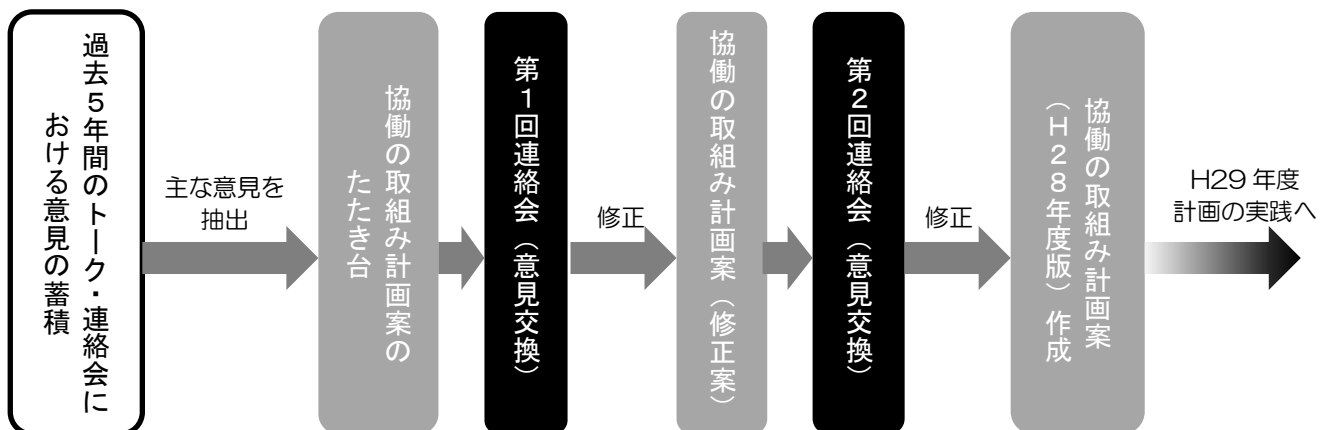 過去５年間のトーク・連絡会に
おける意見の蓄積
主な意見を
抽出
協働の取組み計画案の
たたき台
第１回連絡会（意見交換）
修正
協働の取組み計画案（修正案）
第２回連絡会（意見交換）
修正
協働の取組み計画案
（Ｈ２８年度版）作成
H29 年度
計画の実践へ